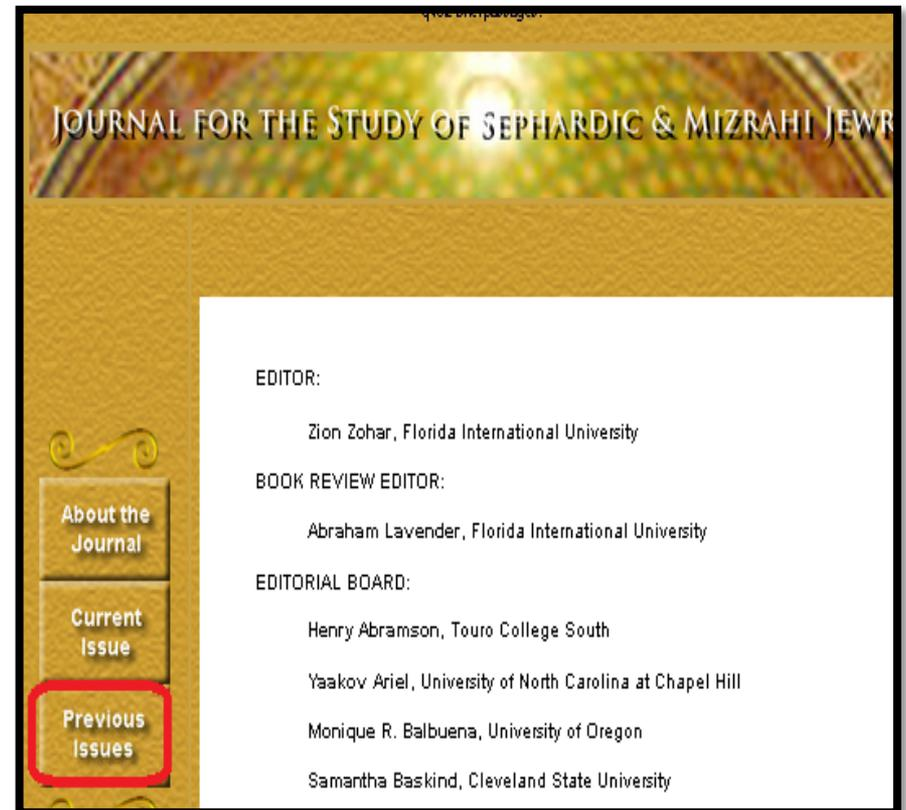 JOURNAL FOR THE STUDY OF SEPHARDIC & MIZRAHI JEWR
EDITOR:
Zion Zohar, Florida International University
BOOK REVIEW EDITOR:
Abraham Lavender, Florida International University
EDITORIAL BOARD:
Henry Abramson, Touro College South
Yaakov Ariel, University of North Carolina at Chapel Hill
Monique R. Balbuena, University of Oregon
Samantha Baskind, Cleveland State University
About the
Journal
Current
Issue
Previous
Issues